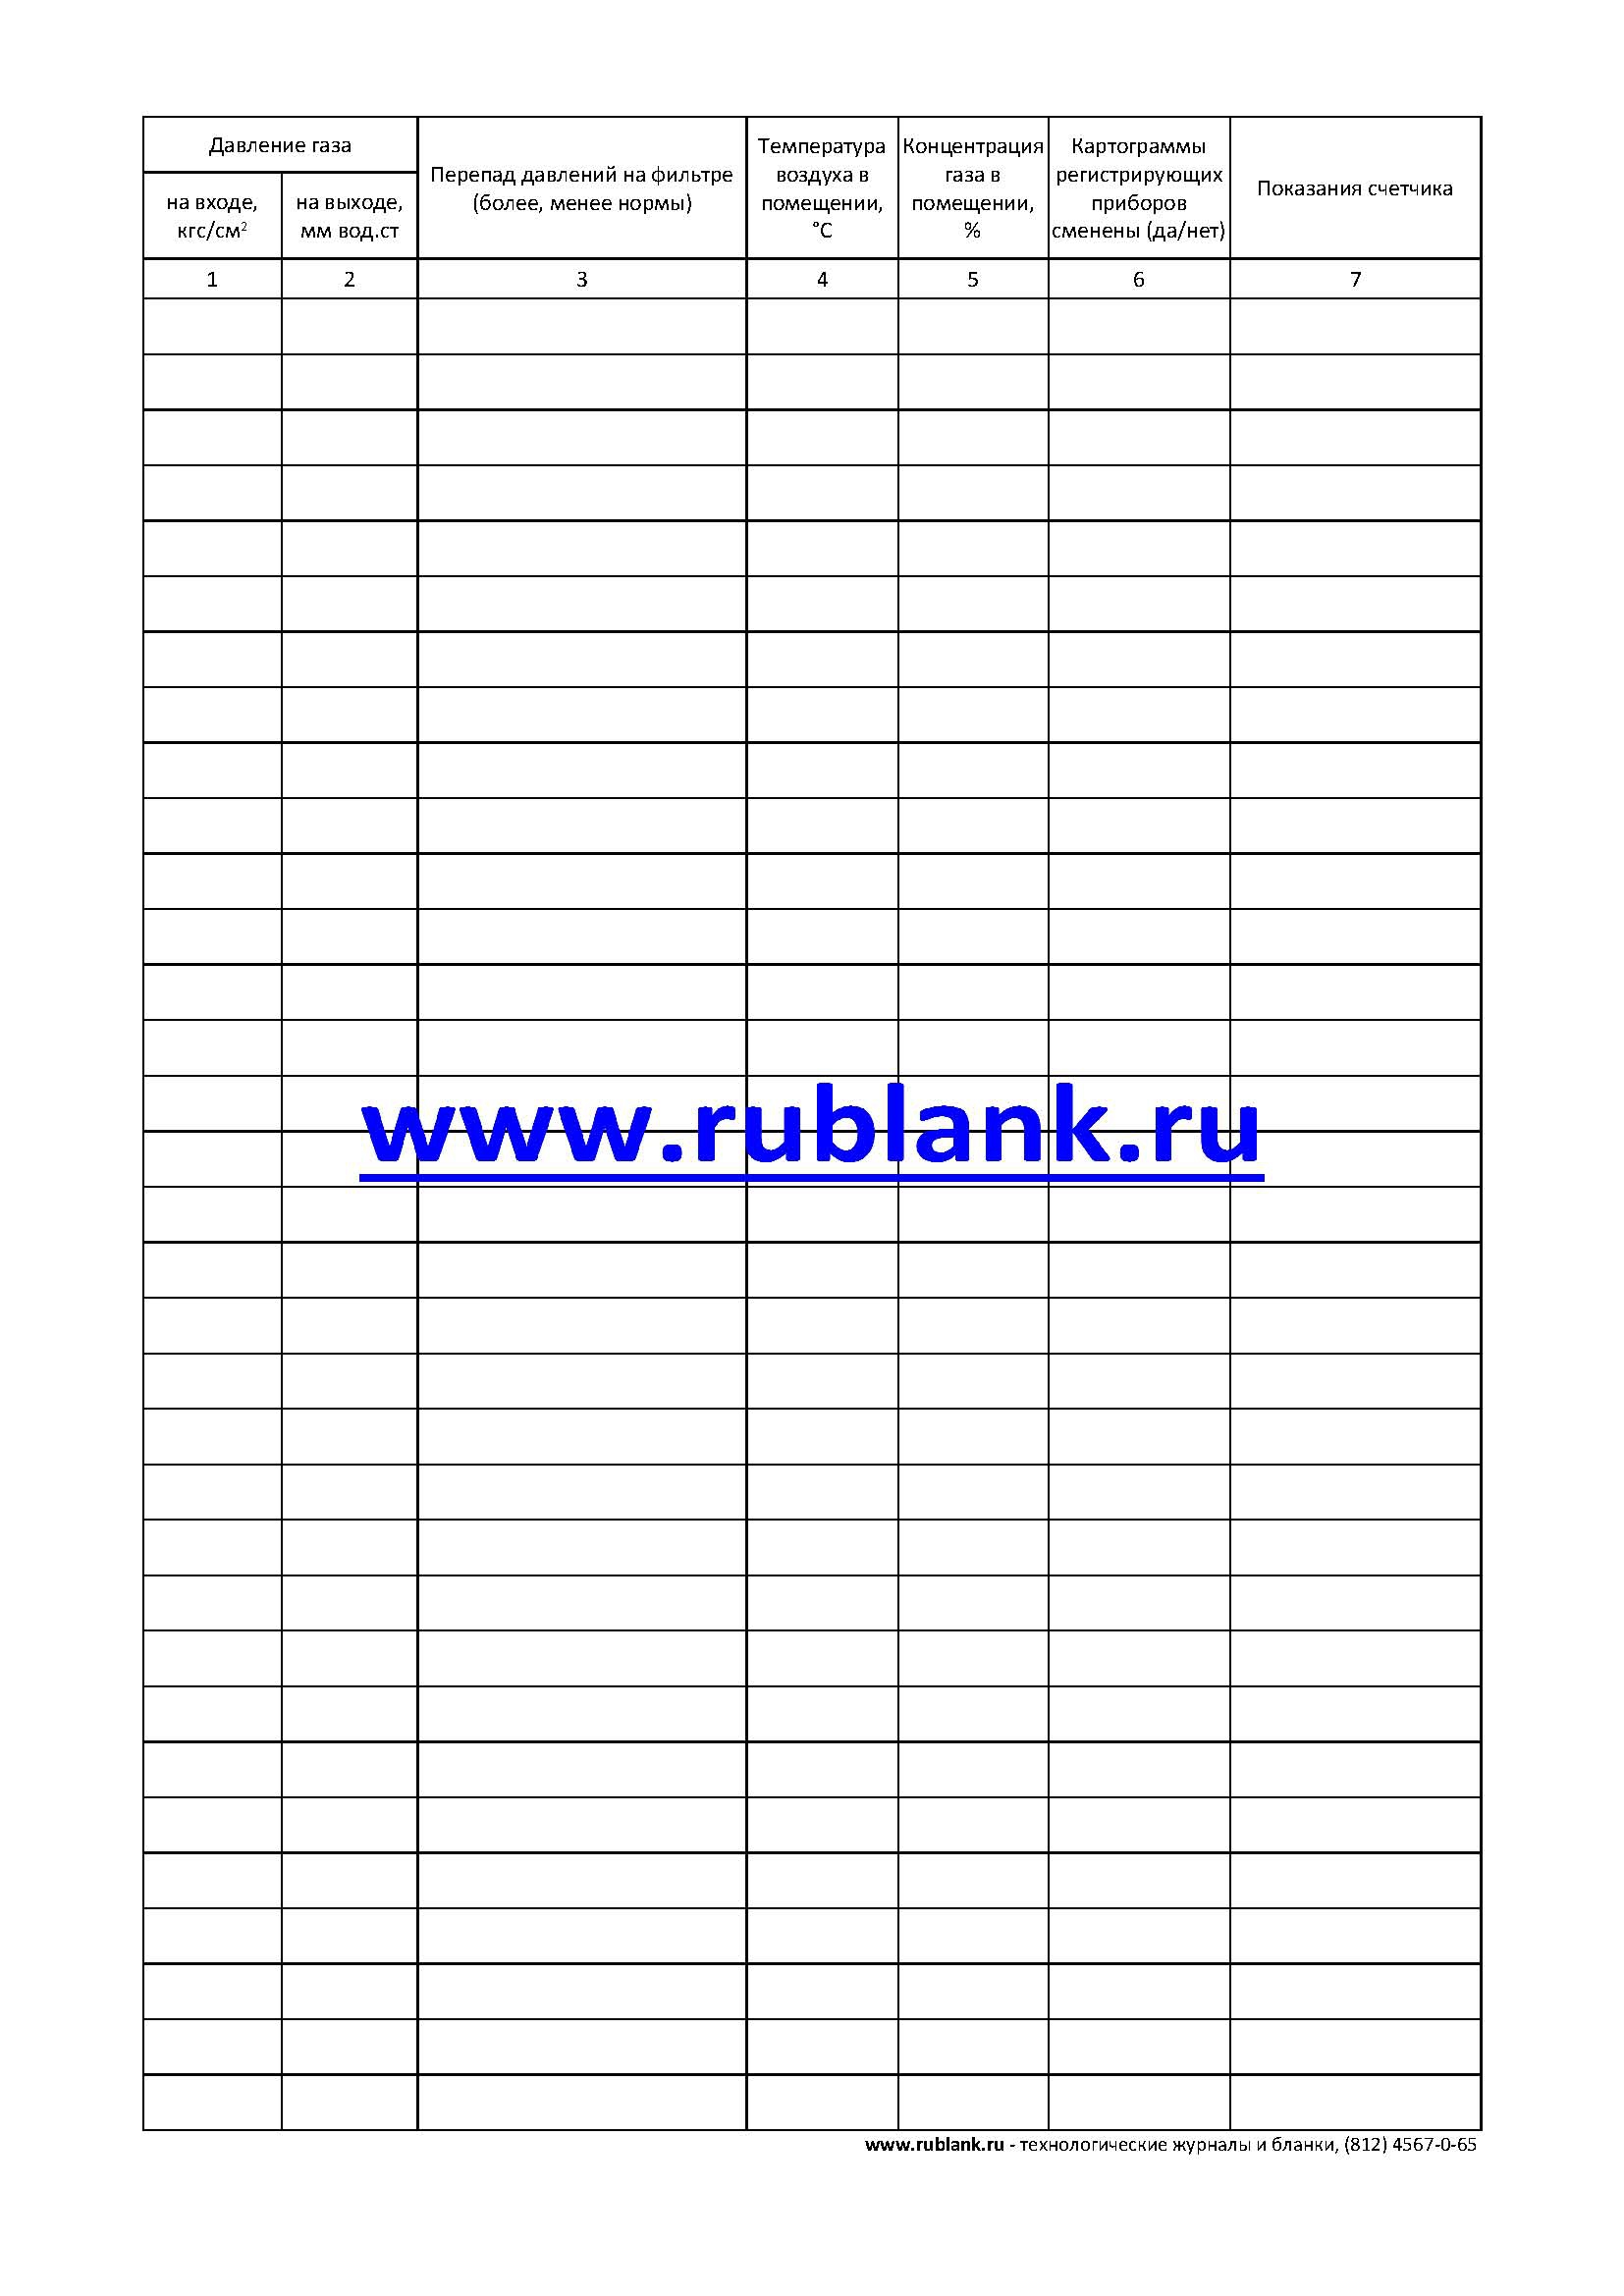 Давление газа
на входе,
кгс/см²
на выходе,
мм вод.ст
Перепад давлений на фильтре
(более, менее нормы)
Температура
воздуха в
помещении,
°С
Концентрация
газа в
помещении,
%
Картограммы
регистрирующих
приборов
сменены (да/нет)
Показания счетчика
1 2 3 4 5 6 7
www.rublank.ru
www.rublank.ru - технологические журналы и бланки, (812) 4567-0-65